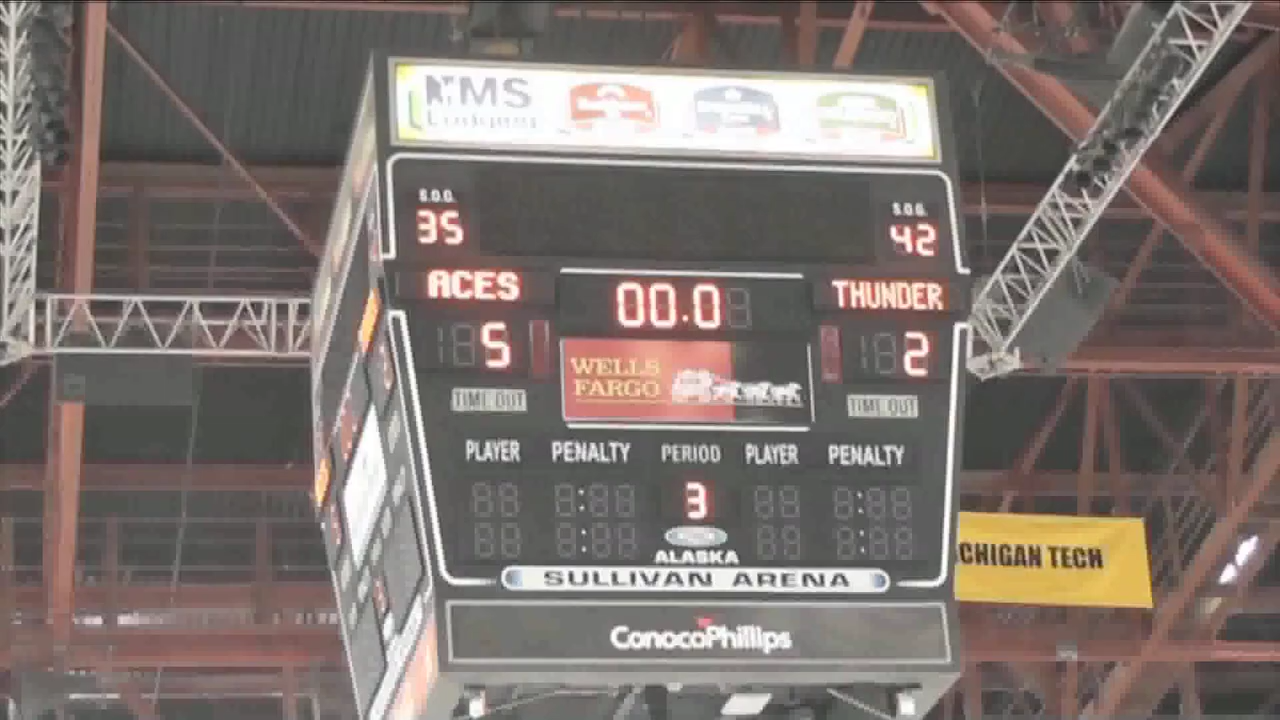 NMS
Lodging
S.O.G. S.O.G.
35 42
ACES 00.0 THUNDER
5 2
WELLS
FARGO
TIME OUT TIME OUT
PLAYER PENALTY PERIOD PLAYER PENALTY
3
ALASKA
SULLIVAN ARENA
CHIGAN TECH
ConocoPhillips